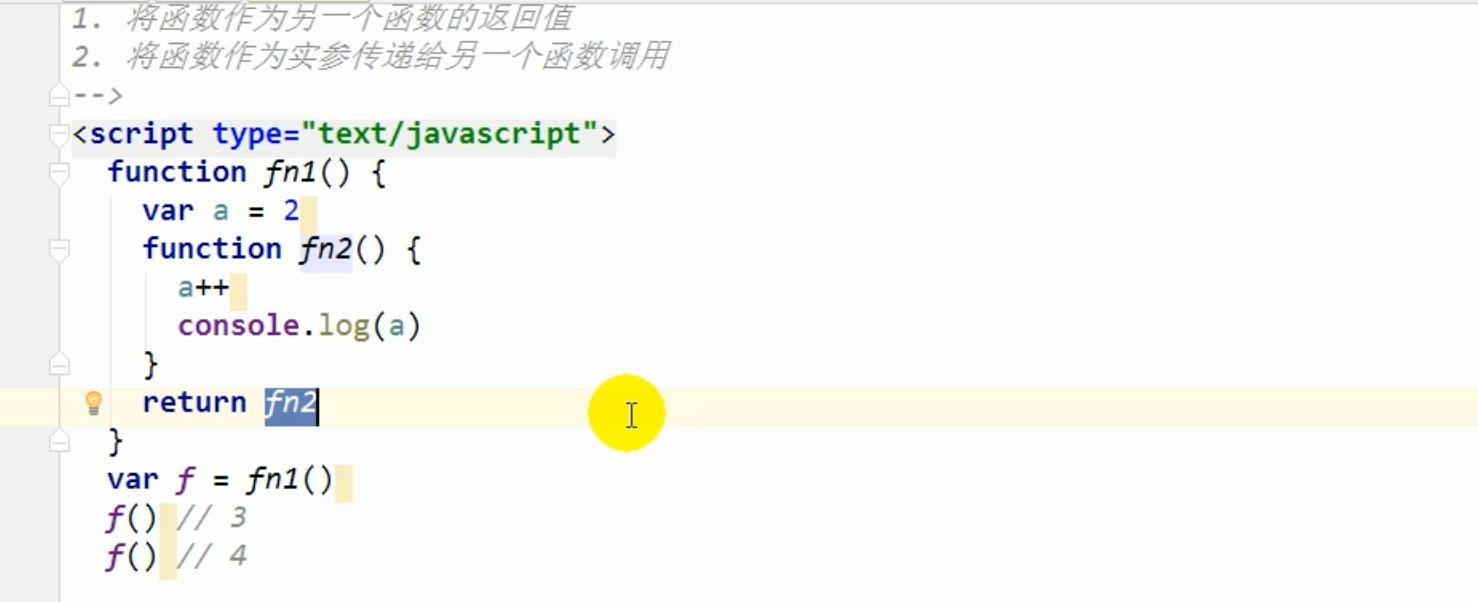 1. 将函数作为另一个函数的返回值
2. 将函数作为实参传递给另一个函数调用
-->
<script type="text/javascript">
  function fn1() {
    var a = 2
    function fn2() {
      a++
      console.log(a)
    }
    return fn2
  }
  var f = fn1()
  f() // 3
  f() // 4